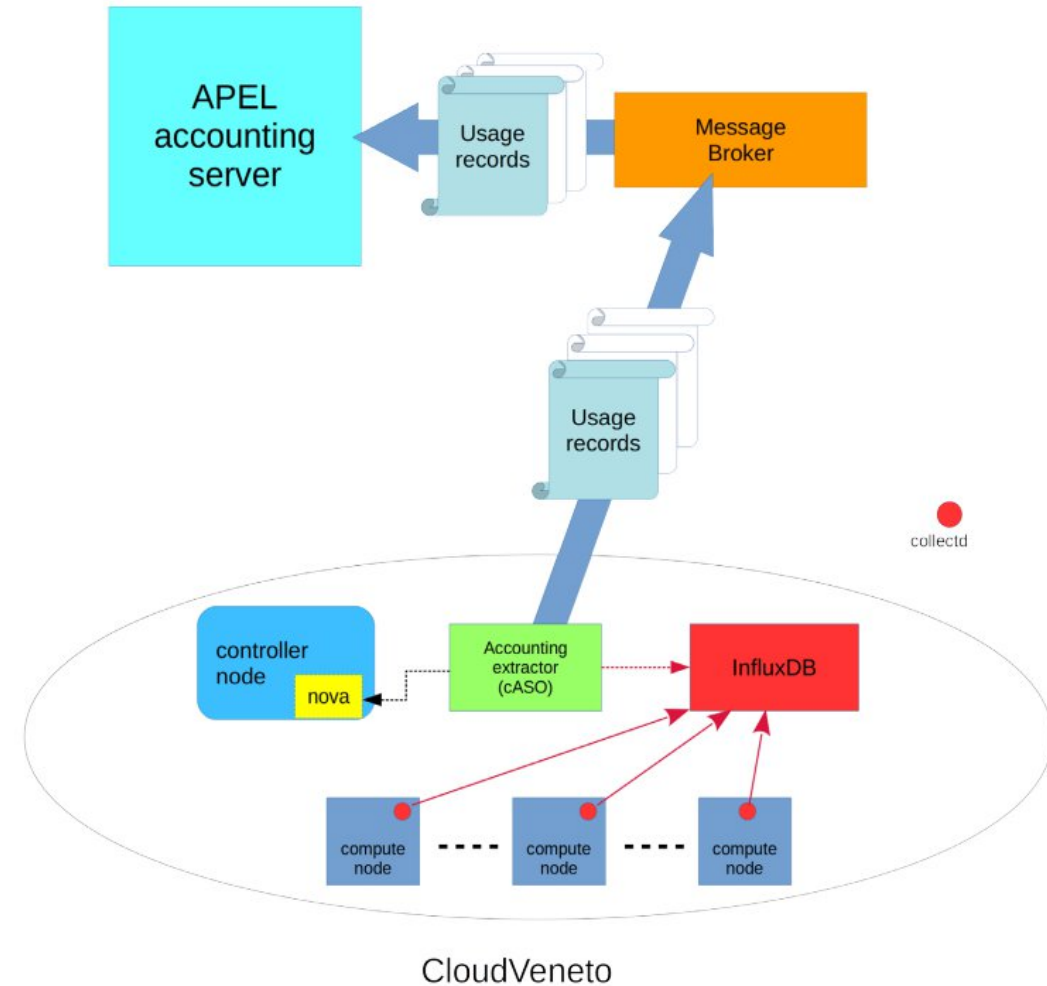 APEL
accounting
server
Usage
records
Message
Broker
Usage
records
collectd
controller
node
nova
Accounting
extractor
(cASO)
InfluxDB
compute
node
compute
node
compute
node
CloudVeneto